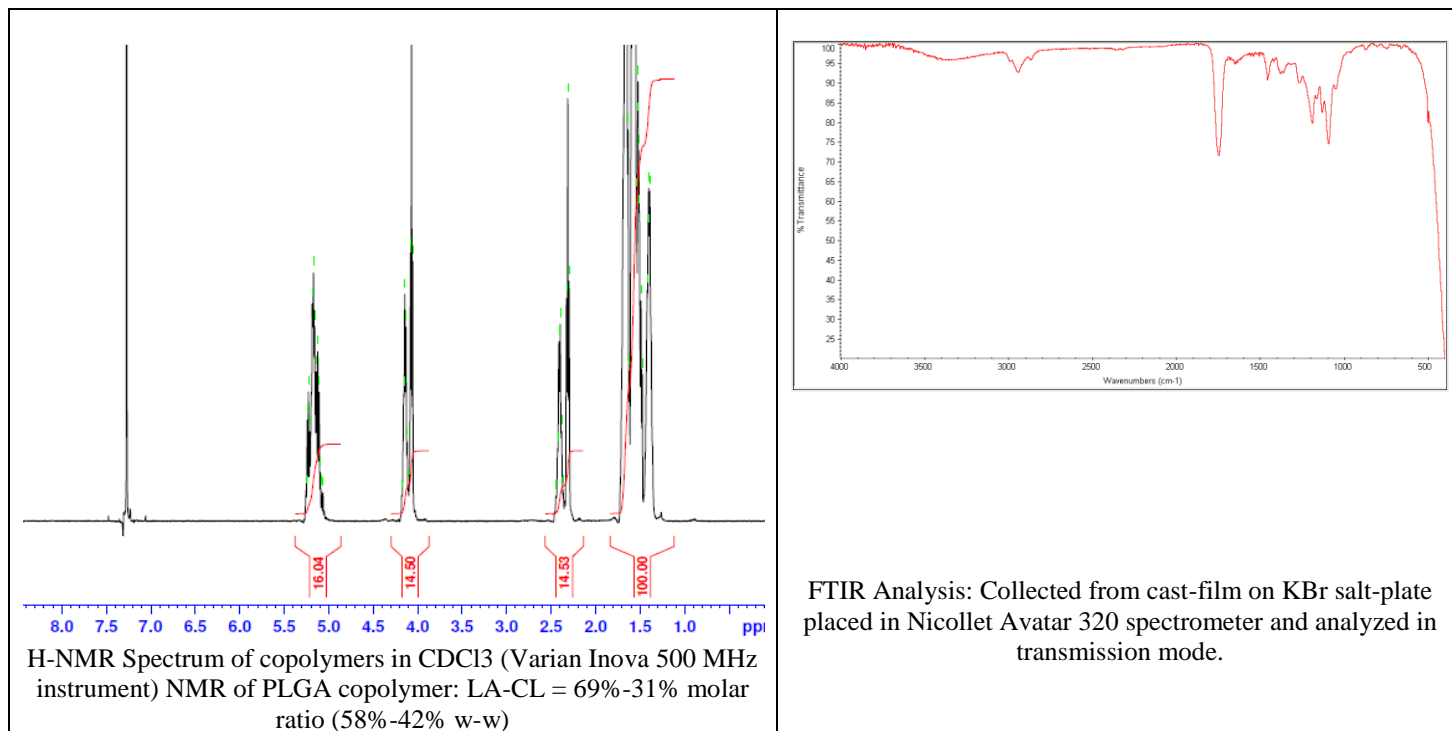 16.04
14.50
14.53
100.00
8.0 7.5 7.0 6.5 6.0 5.5 5.0 4.5 4.0 3.5 3.0 2.5 2.0 1.5 1.0 ppm
H-NMR Spectrum of copolymers in CDCl3 (Varian Inova 500 MHz
instrument) NMR of PLGA copolymer: LA-CL = 69%-31% molar
ratio (58%-42% w-w)
100
95
90
85
80
75
70
65
60
55
50
45
40
35
30
25
% Transmittance
4000 3500 3000 2500 2000 1500 1000 500
Wavenumbers (cm-1)
FTIR Analysis: Collected from cast-film on KBr salt-plate
placed in Nicollet Avatar 320 spectrometer and analyzed in
transmission mode.